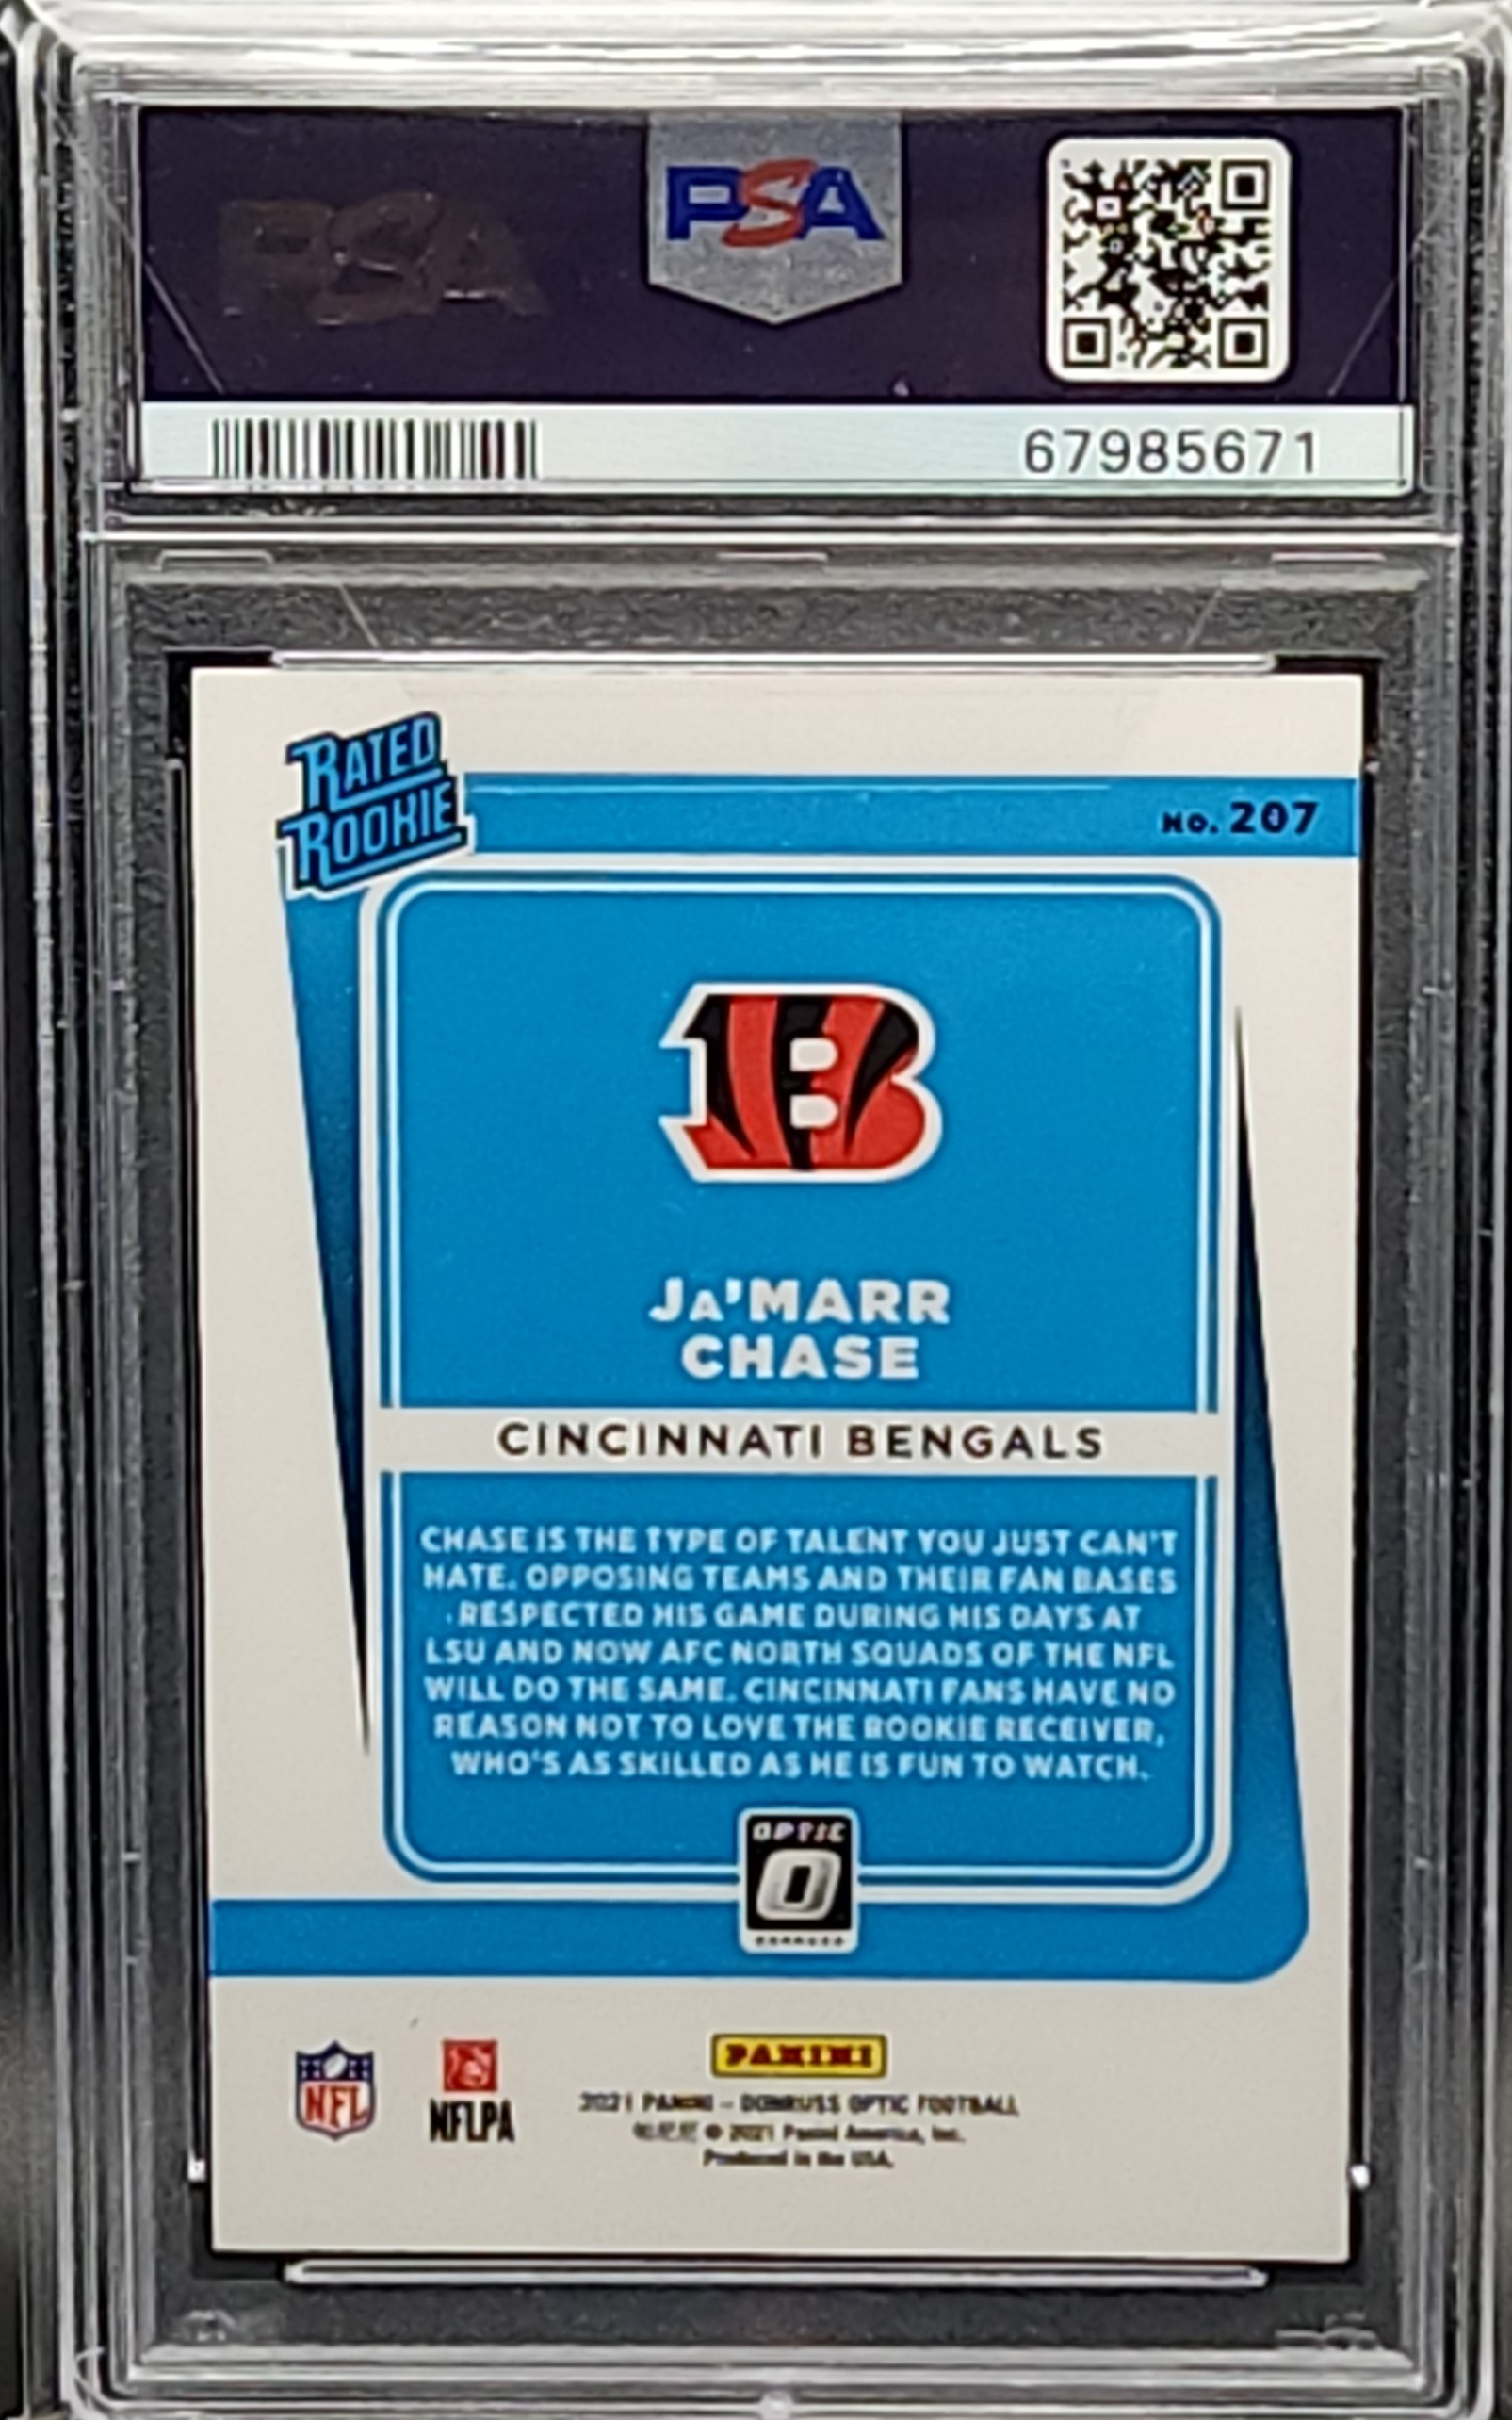 PSA
PSA
67985671
RATED
ROOKIE
NO. 207
JA'MARR
CHASE
CINCINNATI BENGALS
CHASE IS THE TYPE OF TALENT YOU JUST CAN'T
HATE. OPPOSING TEAMS AND THEIR FAN BASES
RESPECTED HIS GAME DURING HIS DAYS AT
LSU AND NOW AFC NORTH SQUADS OF THE NFL
WILL DO THE SAME. CINCINNATI FANS HAVE NO
REASON NOT TO LOVE THE ROOKIE RECEIVER,
WHO'S AS SKILLED AS HE IS FUN TO WATCH.
OPTIC
O
DONRUSS
NFL
NFLPA
PANINI
2021 PANINI – DONRUSS OPTIC FOOTBALL
© 2021 Panini America, Inc.
Produced in the USA.